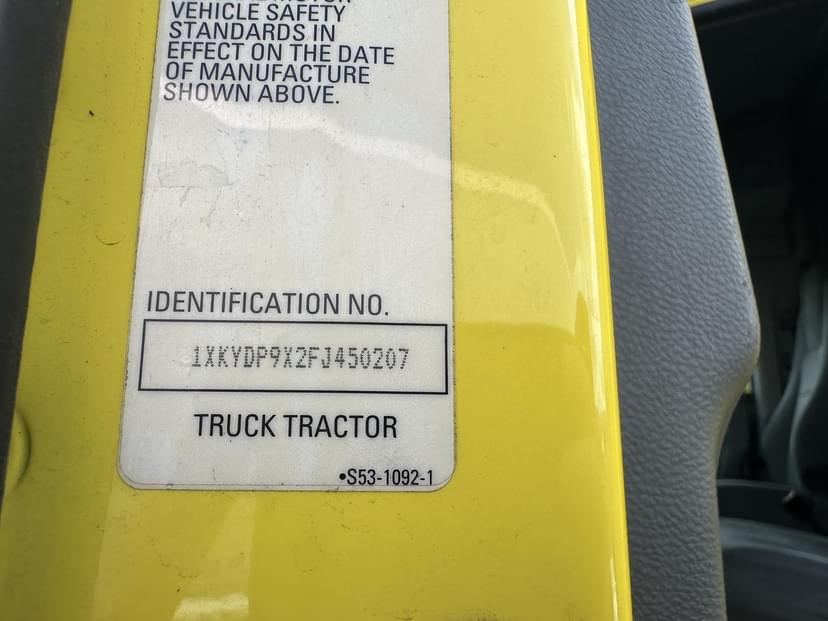 VEHICLE SAFETY
STANDARDS IN
EFFECT ON THE DATE
OF MANUFACTURE
SHOWN ABOVE.
IDENTIFICATION NO.
1XKYDP9X2FJ450207
TRUCK TRACTOR
•S53-1092-1